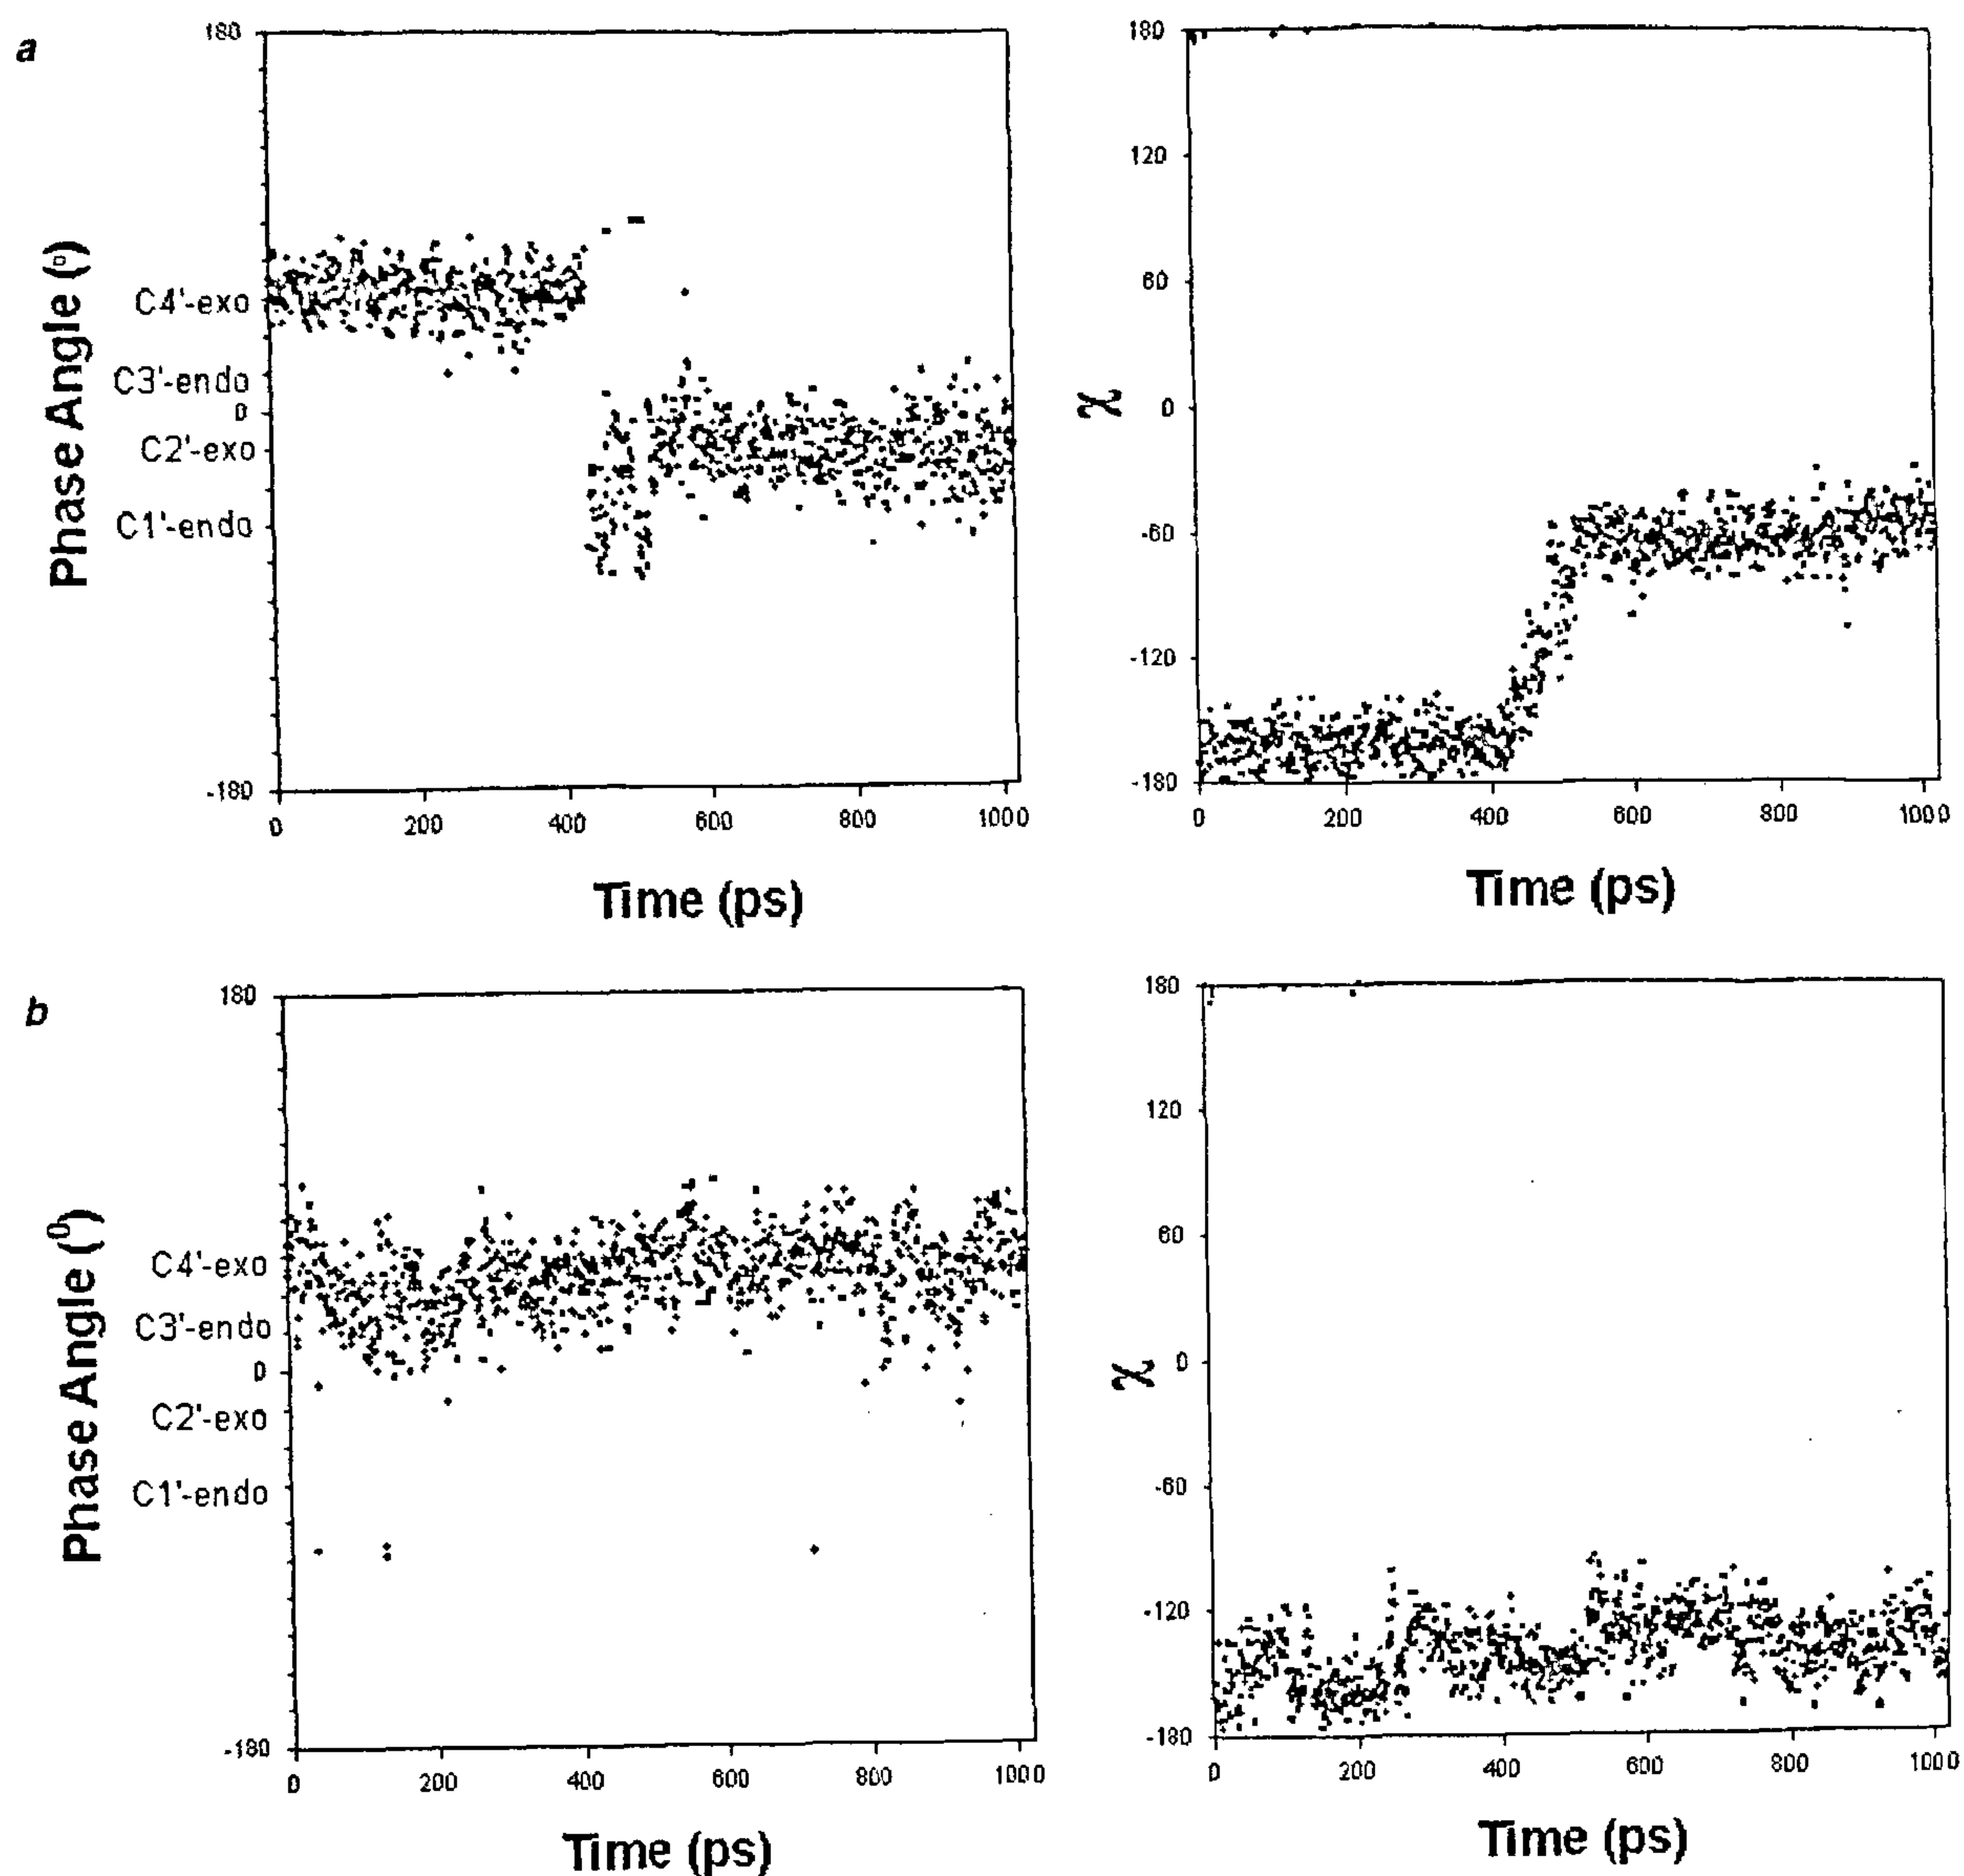 a
Phase Angle (°)
180
C4'-exo
C3'-endo
0
C2'-exo
C1'-endo
-180
0 200 400 600 800 1000
Time (ps)
χ
180
120
60
0
-60
-120
-180
0 200 400 600 800 1000
Time (ps)
b
Phase Angle (⁰)
180
C4'-exo
C3'-endo
0
C2'-exo
C1'-endo
-180
0 200 400 600 800 1000
Time (ps)
χ
180
120
60
0
-60
-120
-180
0 200 400 600 800 1000
Time (ps)